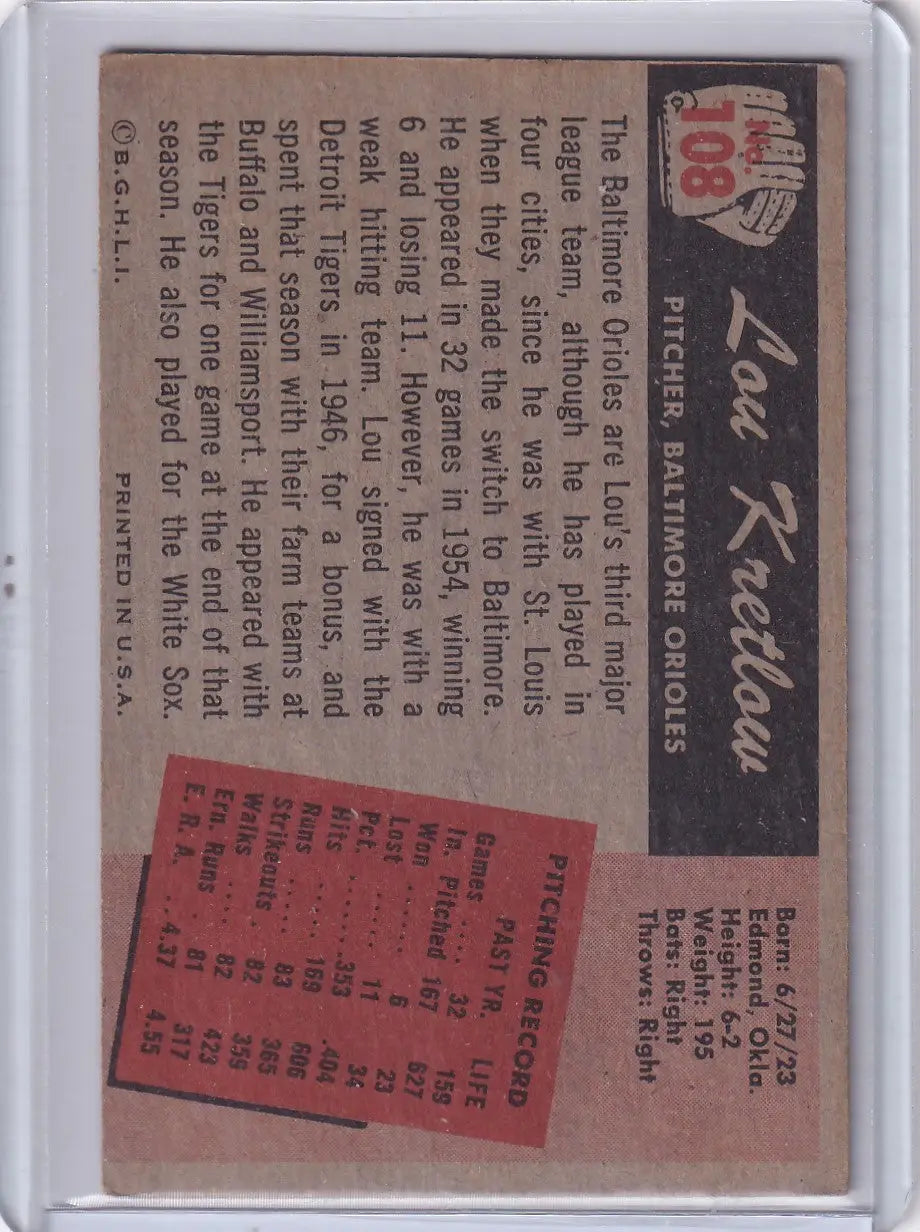 No.
108
Lou Kretlow
PITCHER, BALTIMORE ORIOLES
Born: 6/27/23
Edmond, Okla.
Height: 6-2
Weight: 195
Bats: Right
Throws: Right
The Baltimore Orioles are Lou's third major
league team, although he has played in
four cities, since he was with St. Louis
when they made the switch to Baltimore.
He appeared in 32 games in 1954, winning
6 and losing 11. However, he was with a
weak hitting team. Lou signed with the
Detroit Tigers in 1946, for a bonus, and
spent that season with their farm teams at
Buffalo and Williamsport. He appeared with
the Tigers for one game at the end of that
season. He also played for the White Sox.
©B.G.H.L.I. PRINTED IN U.S.A.
PITCHING RECORD
PAST YR. LIFE
Games .... 32 159
In. Pitched 167 627
Won ...... 6 23
Lost ..... 11 34
Pct. ...... .353 .404
Hits ...... 169 606
Runs ..... 83 365
Strikeouts . 82 356
Walks .... 82 423
Ern. Runs . 81 317
E. R. A. .. 4.37 4.55